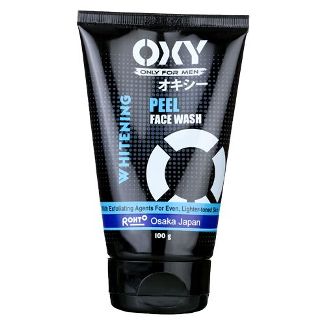 OXY
ONLY FOR MEN
オキシー
WHITENING
PEEL
FACE WASH
With Exfoliating Agents For Even, Lighter-toned Skin
ROHTO Osaka Japan
100 g